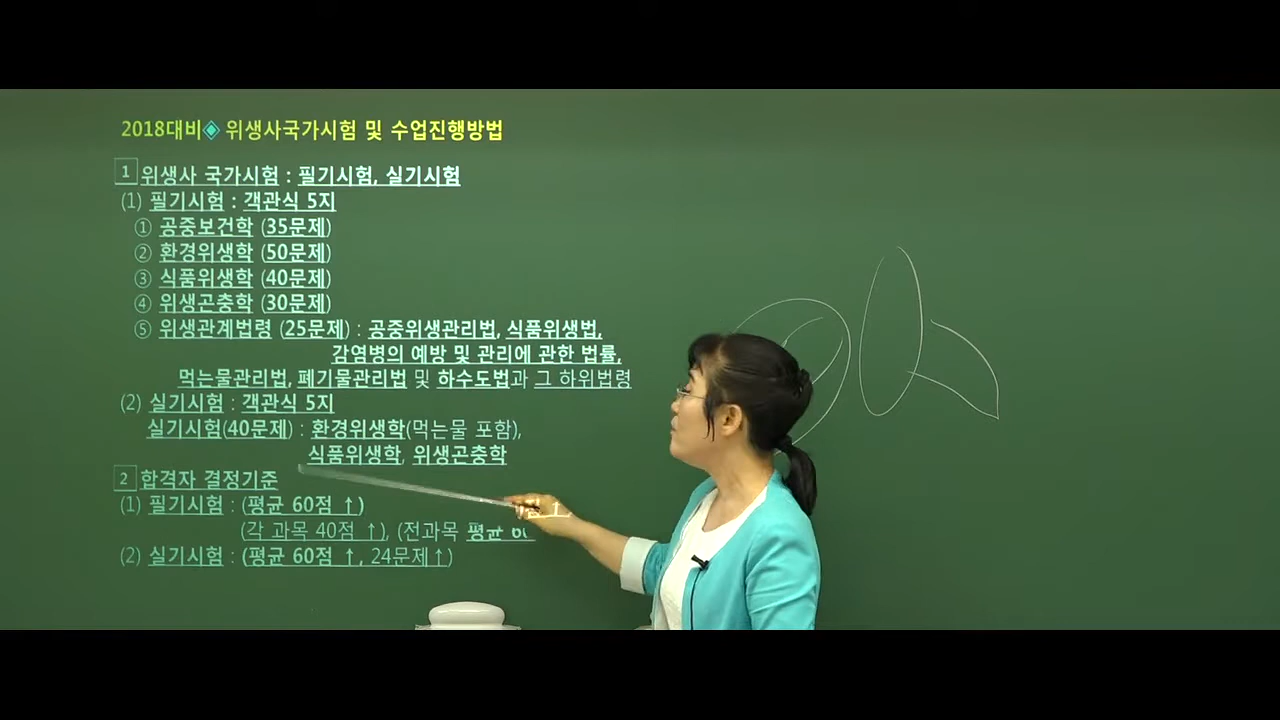 2018대비◈ 위생사국가시험 및 수업진행방법
1 위생사 국가시험 : 필기시험, 실기시험
(1) 필기시험 : 객관식 5지
① 공중보건학 (35문제)
② 환경위생학 (50문제)
③ 식품위생학 (40문제)
④ 위생곤충학 (30문제)
⑤ 위생관계법령 (25문제) : 공중위생관리법, 식품위생법,
감염병의 예방 및 관리에 관한 법률,
먹는물관리법, 폐기물관리법 및 하수도법과 그 하위법령
(2) 실기시험 : 객관식 5지
실기시험(40문제) : 환경위생학(먹는물 포함),
식품위생학, 위생곤충학
2 합격자 결정기준
(1) 필기시험 : (평균 60점 ↑)
(각 과목 40점 ↑), (전과목 평균 60
(2) 실기시험 : (평균 60점 ↑, 24문제↑)